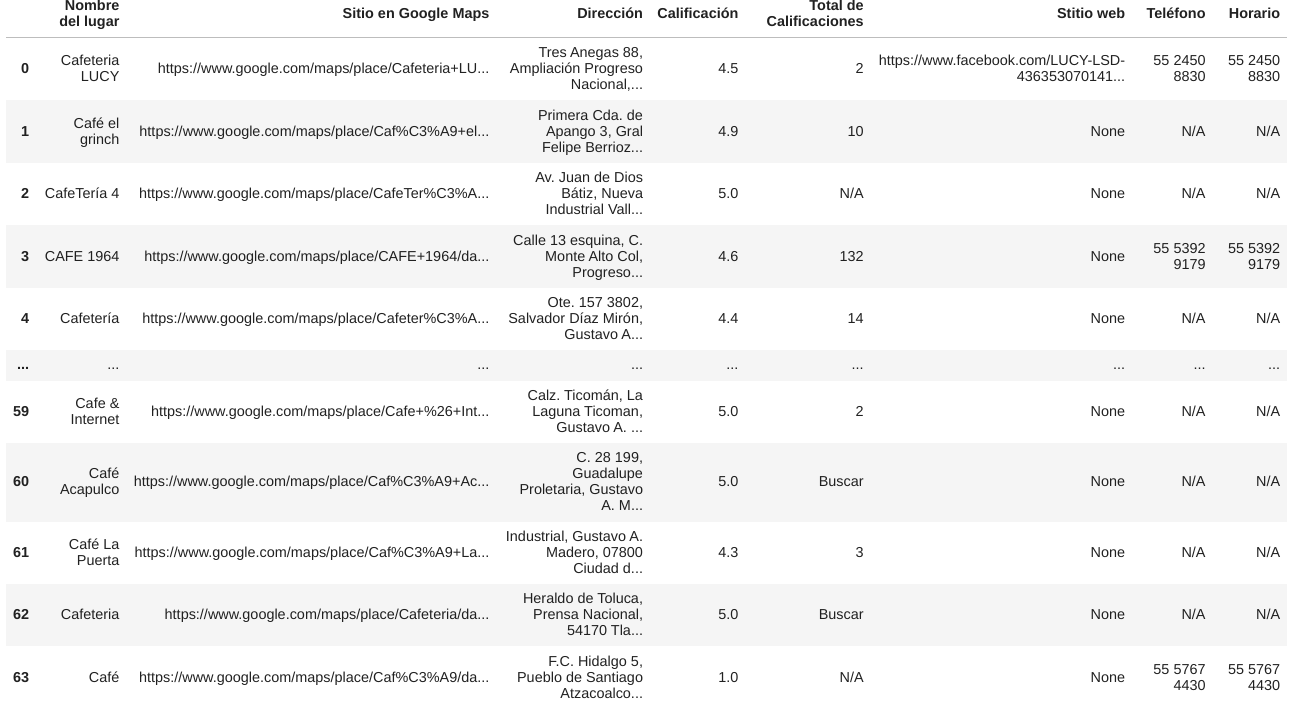 Nombre del lugar Sitio en Google Maps Dirección Calificación Total de Calificaciones Stitio web Teléfono Horario
0 Cafeteria LUCY https://www.google.com/maps/place/Cafeteria+LU... Tres Anegas 88, Ampliación Progreso Nacional,... 4.5 2 https://www.facebook.com/LUCY-LSD-436353070141... 55 2450 8830 55 2450 8830
1 Café el grinch https://www.google.com/maps/place/Caf%C3%A9+el... Primera Cda. de Apango 3, Gral Felipe Berrioz... 4.9 10 None N/A N/A
2 CafeTería 4 https://www.google.com/maps/place/CafeTer%C3%A... Av. Juan de Dios Bátiz, Nueva Industrial Vall... 5.0 N/A None N/A N/A
3 CAFE 1964 https://www.google.com/maps/place/CAFE+1964/da... Calle 13 esquina, C. Monte Alto Col, Progreso... 4.6 132 None 55 5392 9179 55 5392 9179
4 Cafetería https://www.google.com/maps/place/Cafeter%C3%A... Ote. 157 3802, Salvador Díaz Mirón, Gustavo A... 4.4 14 None N/A N/A
... ... ... ... ... ... ... ... ...
59 Cafe & Internet https://www.google.com/maps/place/Cafe+%26+Int... Calz. Ticomán, La Laguna Ticoman, Gustavo A. ... 5.0 2 None N/A N/A
60 Café Acapulco https://www.google.com/maps/place/Caf%C3%A9+Ac... C. 28 199, Guadalupe Proletaria, Gustavo A. M... 5.0 Buscar None N/A N/A
61 Café La Puerta https://www.google.com/maps/place/Caf%C3%A9+La... Industrial, Gustavo A. Madero, 07800 Ciudad d... 4.3 3 None N/A N/A
62 Cafeteria https://www.google.com/maps/place/Cafeteria/da... Heraldo de Toluca, Prensa Nacional, 54170 Tla... 5.0 Buscar None N/A N/A
63 Café https://www.google.com/maps/place/Caf%C3%A9/da... F.C. Hidalgo 5, Pueblo de Santiago Atzacoalco... 1.0 N/A None 55 5767 4430 55 5767 4430